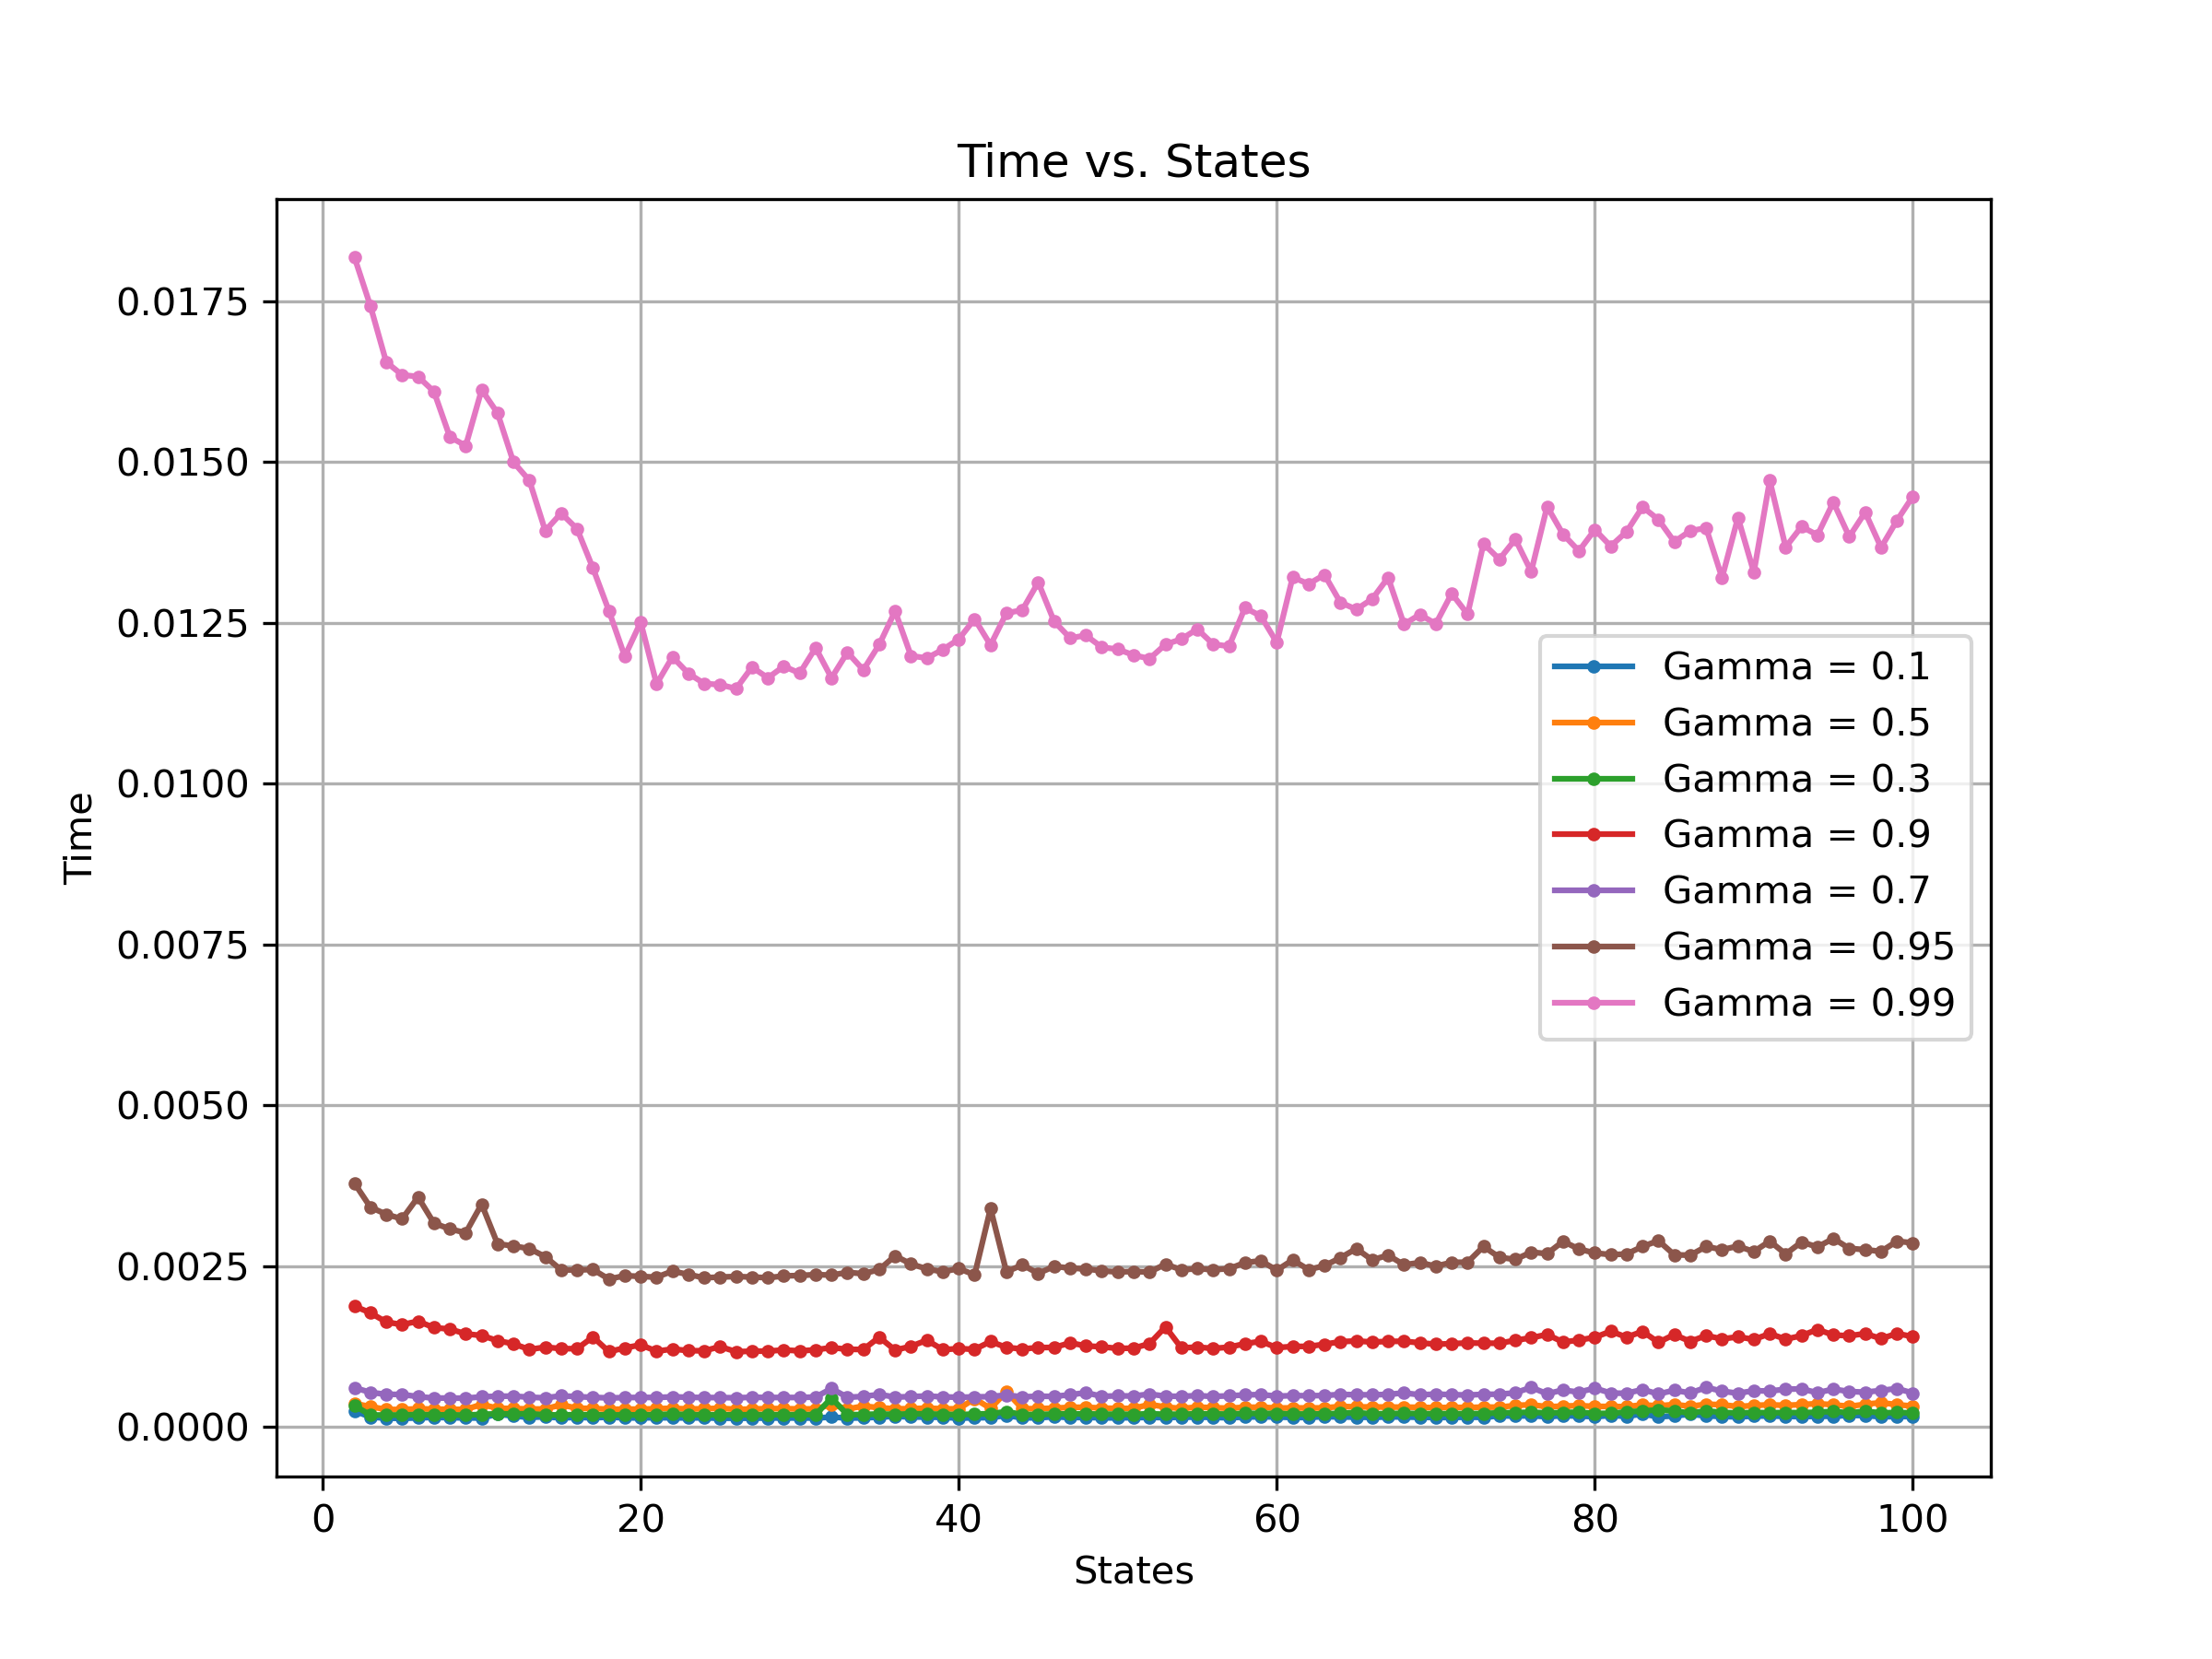 Time vs. States
0.0175
0.0150
0.0125
0.0100
0.0075
0.0050
0.0025
0.0000
Time
0 20 40 60 80 100
States
Gamma = 0.1
Gamma = 0.5
Gamma = 0.3
Gamma = 0.9
Gamma = 0.7
Gamma = 0.95
Gamma = 0.99